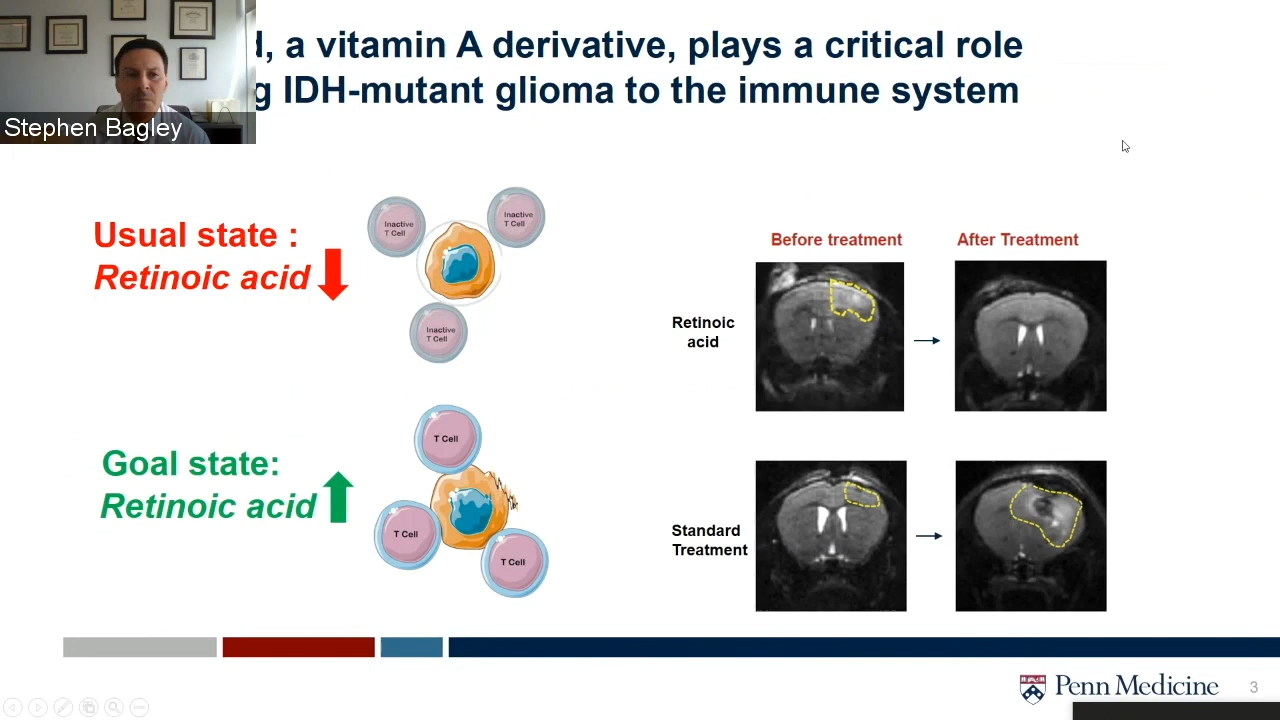 d, a vitamin A derivative, plays a critical role
g IDH-mutant glioma to the immune system
Stephen Bagley
Usual state :
Retinoic acid
Inactive
T Cell
Inactive
T Cell
Inactive
T Cell
Goal state:
Retinoic acid
T Cell
T Cell
T Cell
Before treatment
After Treatment
Retinoic
acid
Standard
Treatment
Penn Medicine
3